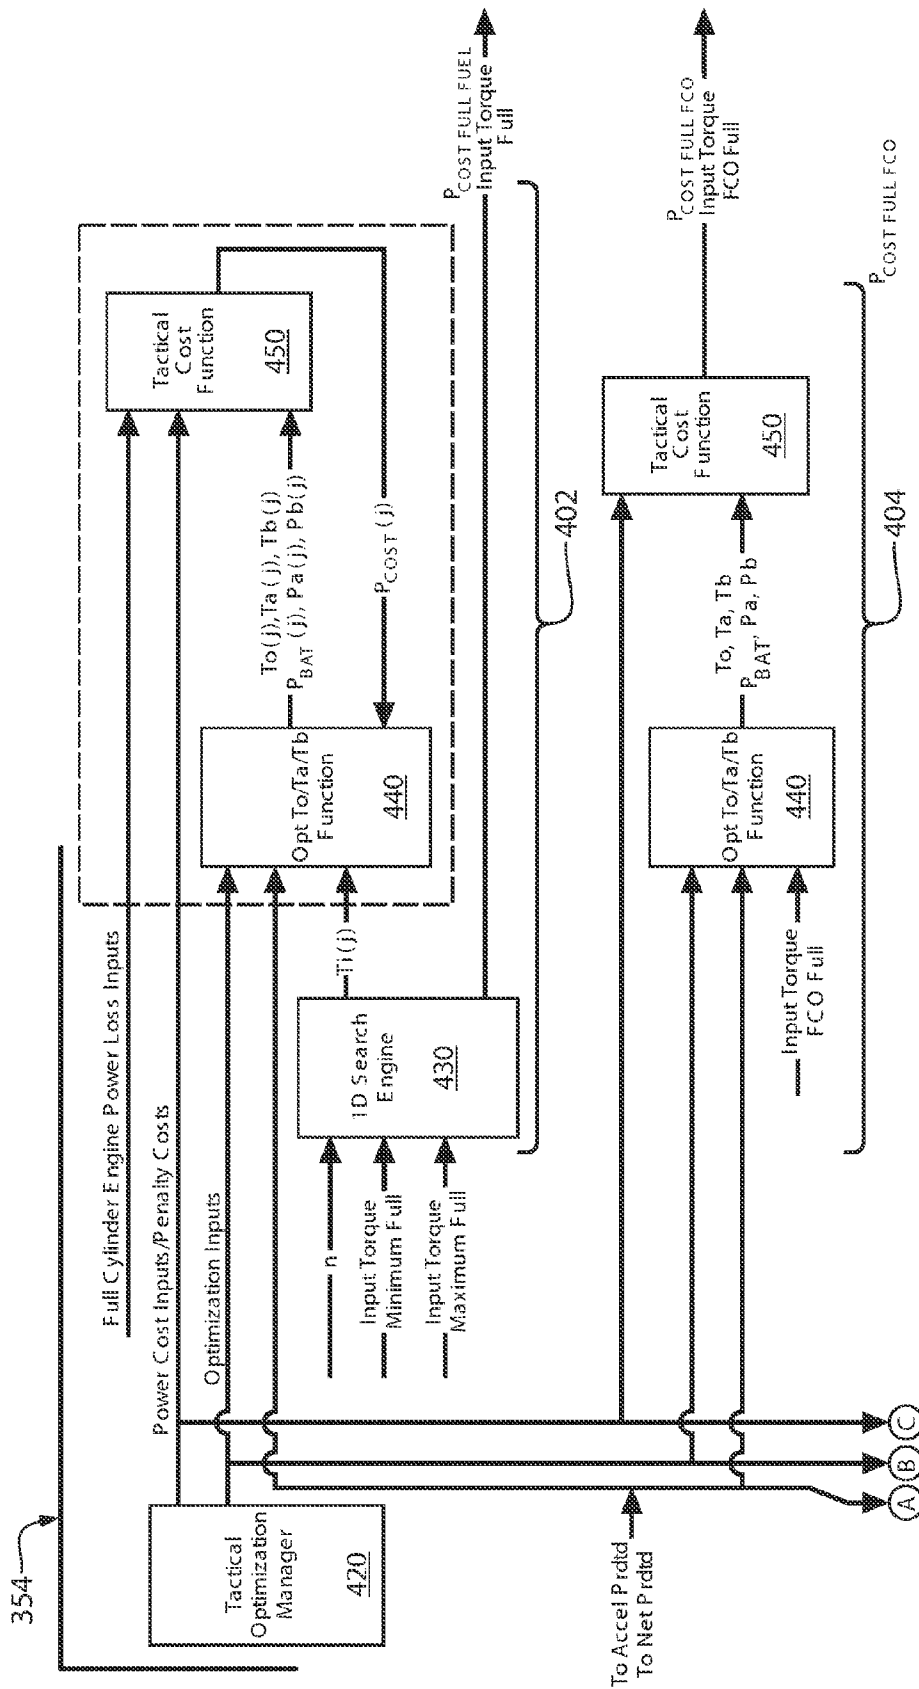 354
Tactical
Optimization
Manager
420
Full Cylinder Engine Power Loss Inputs
Power Cost Inputs/Penalty Costs
Optimization Inputs
n
Input Torque
Minimum Full
Input Torque
Maximum Full
1D Search
Engine
430
Ti(j)
Opt To/Ta/Tb
Function
440
To(j),Ta(j),Tb(j)
PBAT(j), Pa(j), Pb(j)
PCOST(j)
Tactical
Cost
Function
450
PCOST FULL FUEL
Input Torque
Full
402
To Accel Prdtd
To Net Prdtd
Input Torque
FCO Full
Opt To/Ta/Tb
Function
440
To, Ta, Tb
PBAT, Pa, Pb
Tactical
Cost
Function
450
PCOST FULL FCO
Input Torque
FCO Full
404
PCOST FULL FCO
A
B
C